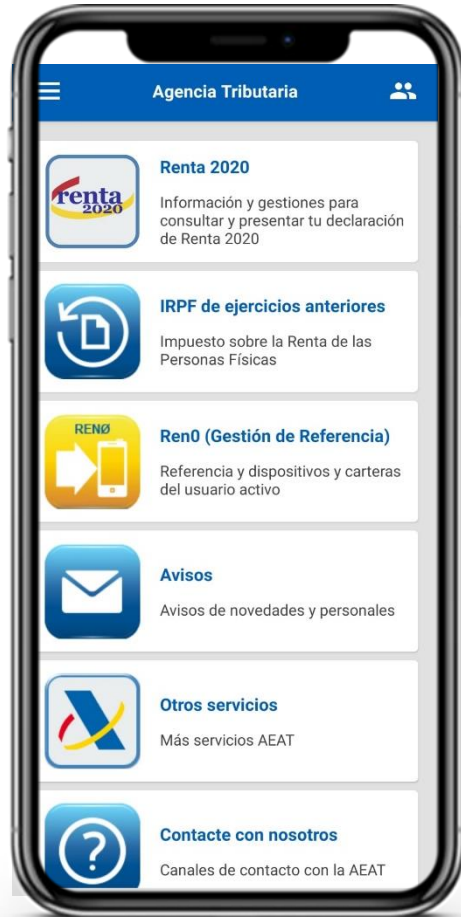 Agencia Tributaria
renta
2020
Renta 2020
Información y gestiones para
consultar y presentar tu declaración
de Renta 2020
IRPF de ejercicios anteriores
Impuesto sobre la Renta de las
Personas Físicas
RENØ
Ren0 (Gestión de Referencia)
Referencia y dispositivos y carteras
del usuario activo
Avisos
Avisos de novedades y personales
Otros servicios
Más servicios AEAT
Contacte con nosotros
Canales de contacto con la AEAT